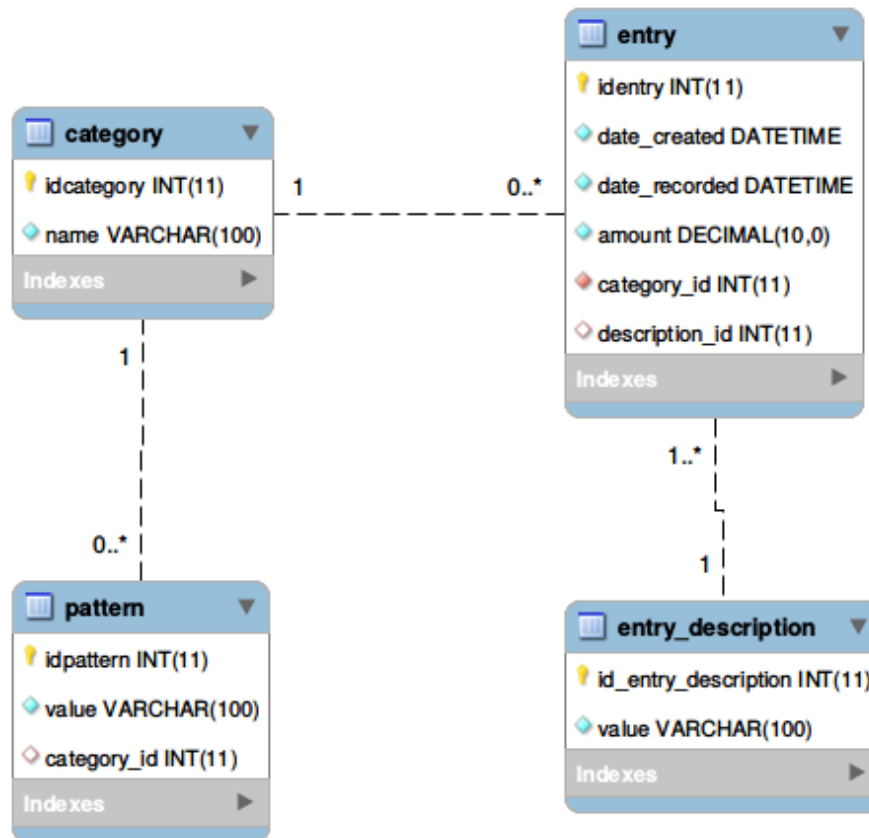 entry
identry INT(11)
date_created DATETIME
date_recorded DATETIME
amount DECIMAL(10,0)
category_id INT(11)
description_id INT(11)
Indexes
category
idcategory INT(11)
name VARCHAR(100)
Indexes
1
0..*
1
0..*
1..*
1
pattern
idpattern INT(11)
value VARCHAR(100)
category_id INT(11)
Indexes
entry_description
id_entry_description INT(11)
value VARCHAR(100)
Indexes